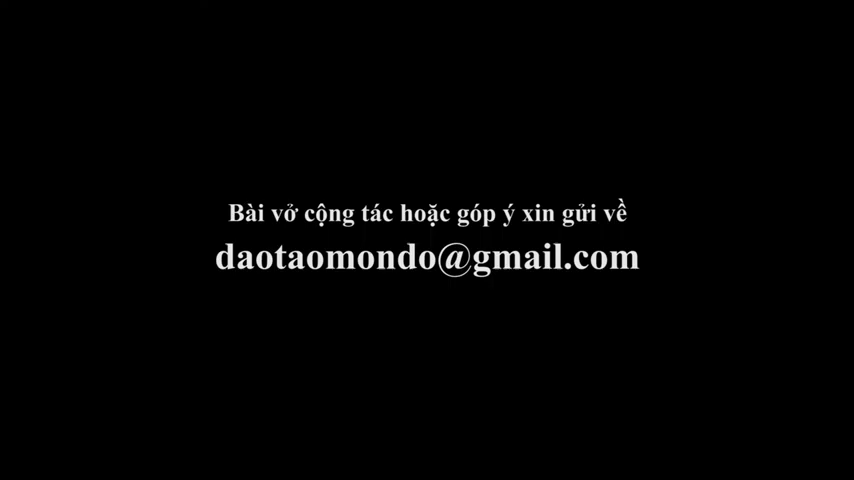 Bài vở cộng tác hoặc góp ý xin gửi về
daotaomondo@gmail.com